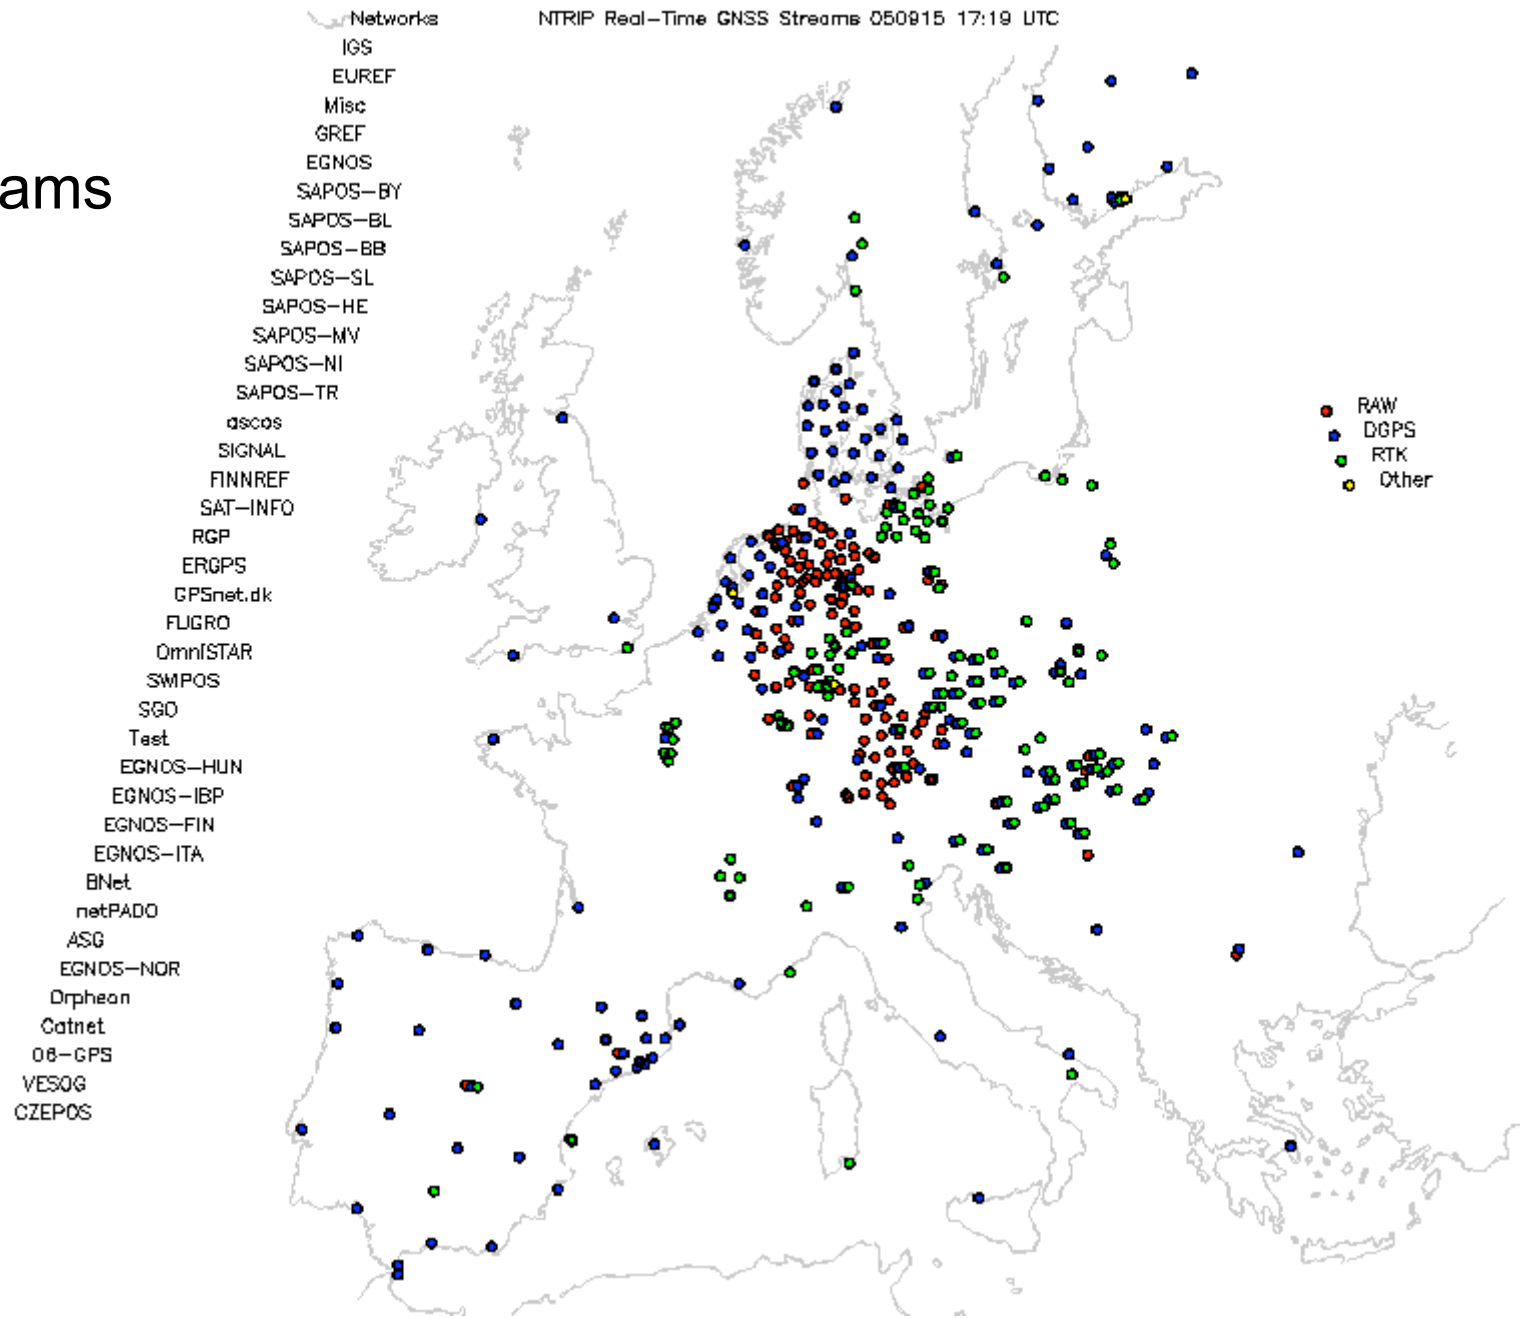 Networks
NTRIP Real-Time GNSS Streams 050915 17:19 UTC
IGS
EUREF
Misc
GREF
EGNOS
SAPOS-BY
ams
SAPOS-BL
SAPOS-BB
SAPOS-SL
SAPOS-HE
SAPOS-MV
SAPOS-NI
SAPOS-TR
ascos
SIGNAL
FINNREF
SAT-INFO
RGP
ERGPS
GPSnet.dk
FUGRO
OmniSTAR
SWIPOS
SGO
Test
EGNOS-HUN
EGNOS-IBP
EGNOS-FIN
EGNOS-ITA
BNet
netPADO
ASG
EGNOS-NOR
Orpheon
Catnet
06-GPS
VESOG
CZEPOS
RAW
DGPS
RTK
Other